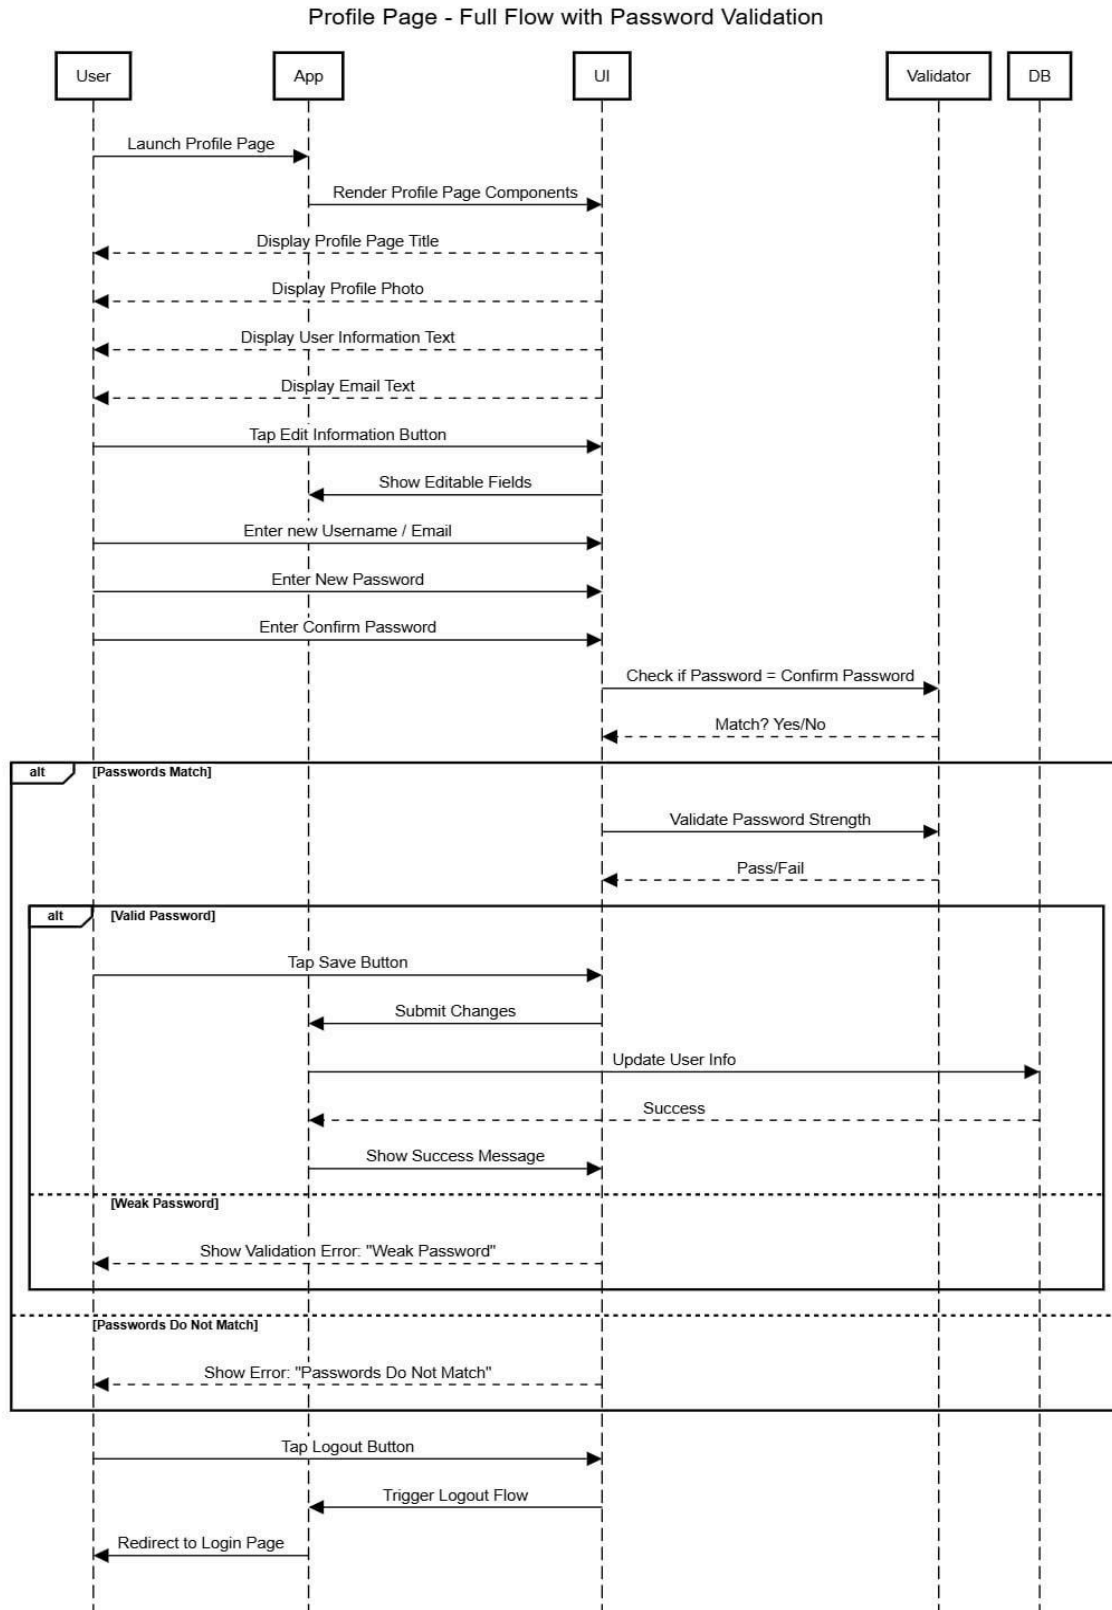 Profile Page - Full Flow with Password Validation
User App UI Validator DB
Launch Profile Page
Render Profile Page Components
Display Profile Page Title
Display Profile Photo
Display User Information Text
Display Email Text
Tap Edit Information Button
Show Editable Fields
Enter new Username / Email
Enter New Password
Enter Confirm Password
Check if Password = Confirm Password
Match? Yes/No
alt [Passwords Match]
Validate Password Strength
Pass/Fail
alt [Valid Password]
Tap Save Button
Submit Changes
Update User Info
Success
Show Success Message
[Weak Password]
Show Validation Error: "Weak Password"
[Passwords Do Not Match]
Show Error: "Passwords Do Not Match"
Tap Logout Button
Trigger Logout Flow
Redirect to Login Page